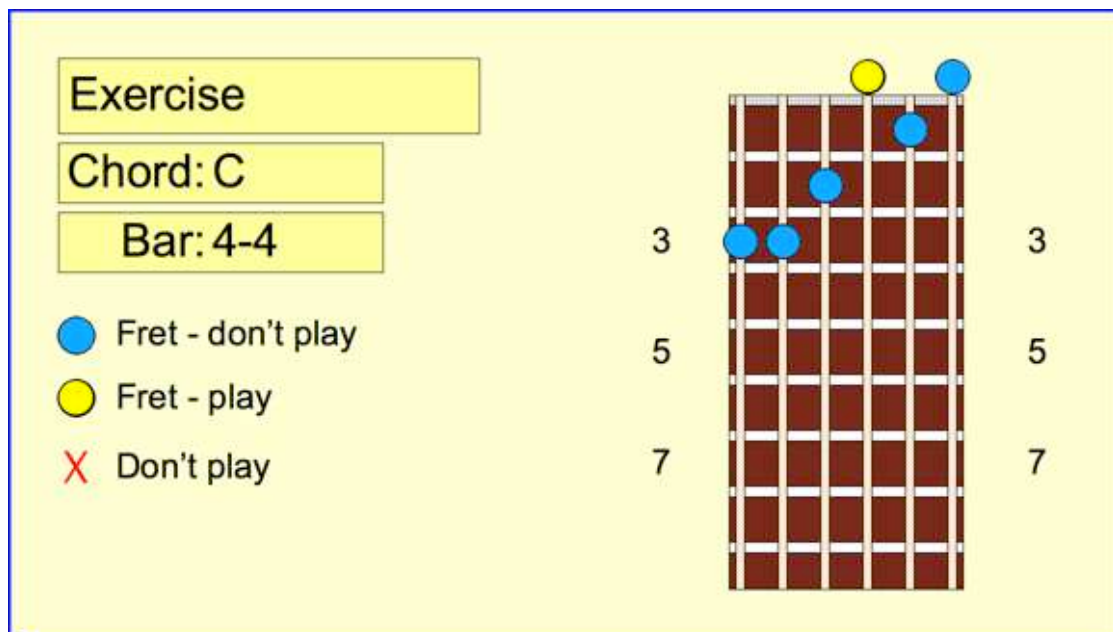 Exercise
Chord: C
Bar: 4-4
Fret - don't play
Fret - play
X Don't play
3 3
5 5
7 7